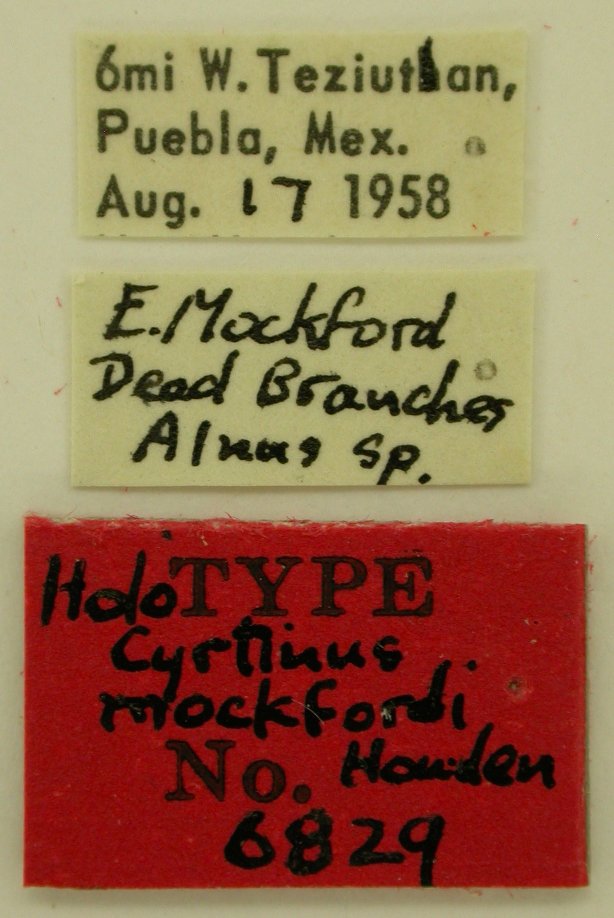 6mi W. Teziutlan,
Puebla, Mex.
Aug. 17 1958
E. Mockford
Dead Branches
Alnus sp.
HoloTYPE
Cyrtinus
mockfordi
No. Howden
6829